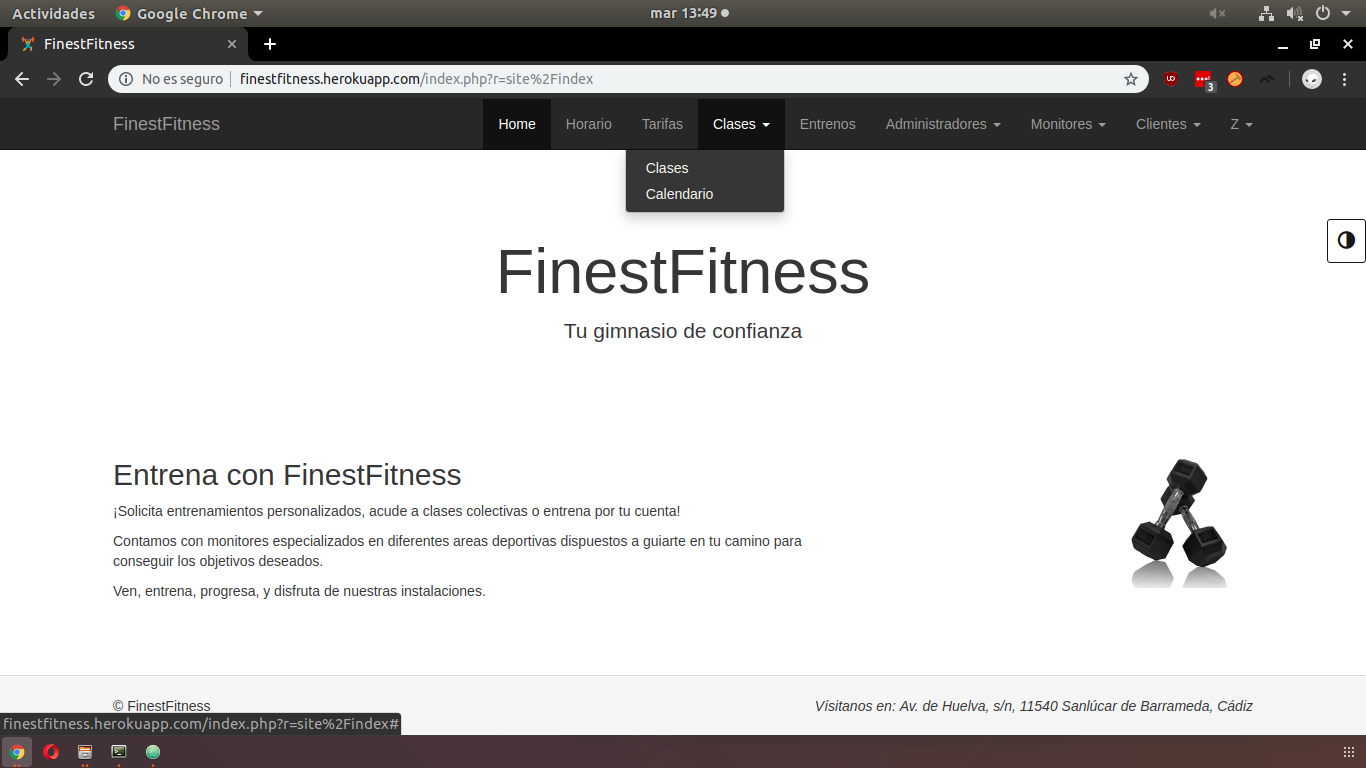 Actividades Google Chrome mar 13:49
FinestFitness
No es seguro finestfitness.herokuapp.com/index.php?r=site%2Findex
3
FinestFitness Home Horario Tarifas Clases Entrenos Administradores Monitores Clientes Z
Clases
Calendario
FinestFitness
Tu gimnasio de confianza
Entrena con FinestFitness
¡Solicita entrenamientos personalizados, acude a clases colectivas o entrena por tu cuenta!
Contamos con monitores especializados en diferentes areas deportivas dispuestos a guiarte en tu camino para
conseguir los objetivos deseados.
Ven, entrena, progresa, y disfruta de nuestras instalaciones.
© FinestFitness Vísitanos en: Av. de Huelva, s/n, 11540 Sanlúcar de Barrameda, Cádiz
finestfitness.herokuapp.com/index.php?r=site%2Findex#